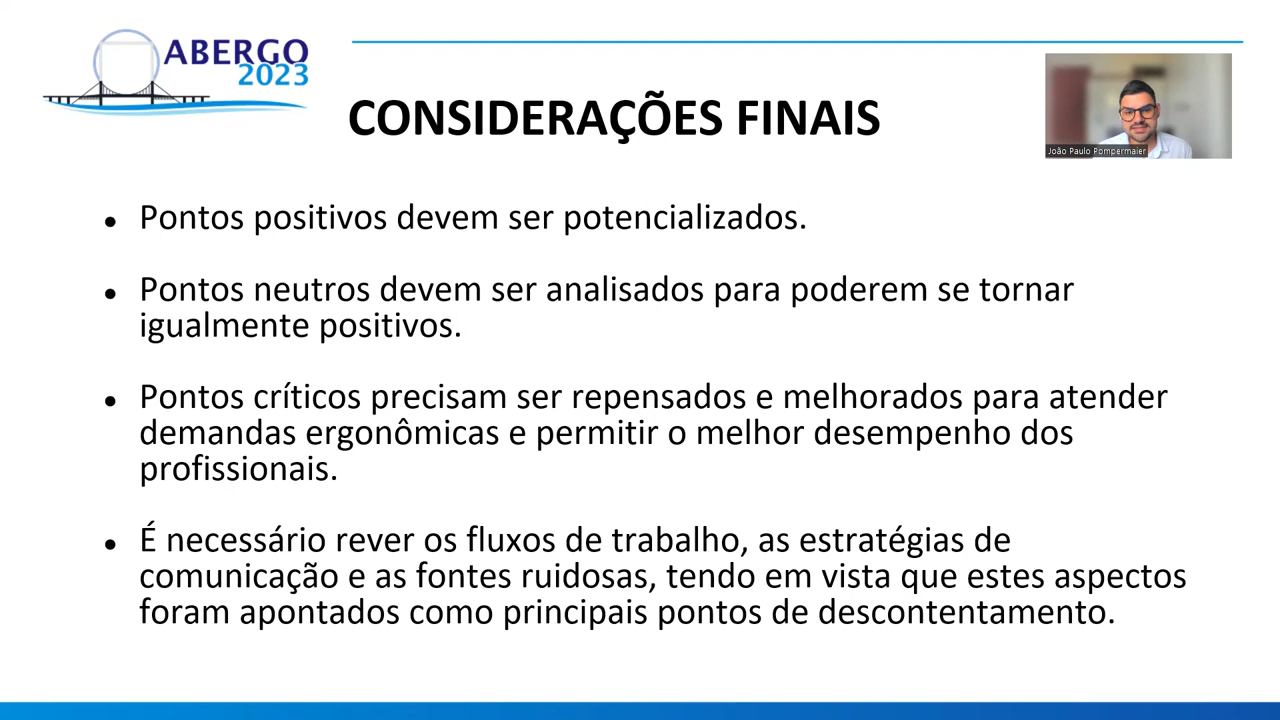 ABERGO
2023
CONSIDERAÇÕES FINAIS
João Paulo Pompermaier
• Pontos positivos devem ser potencializados.
• Pontos neutros devem ser analisados para poderem se tornar
igualmente positivos.
• Pontos críticos precisam ser repensados e melhorados para atender
demandas ergonômicas e permitir o melhor desempenho dos
profissionais.
• É necessário rever os fluxos de trabalho, as estratégias de
comunicação e as fontes ruidosas, tendo em vista que estes aspectos
foram apontados como principais pontos de descontentamento.